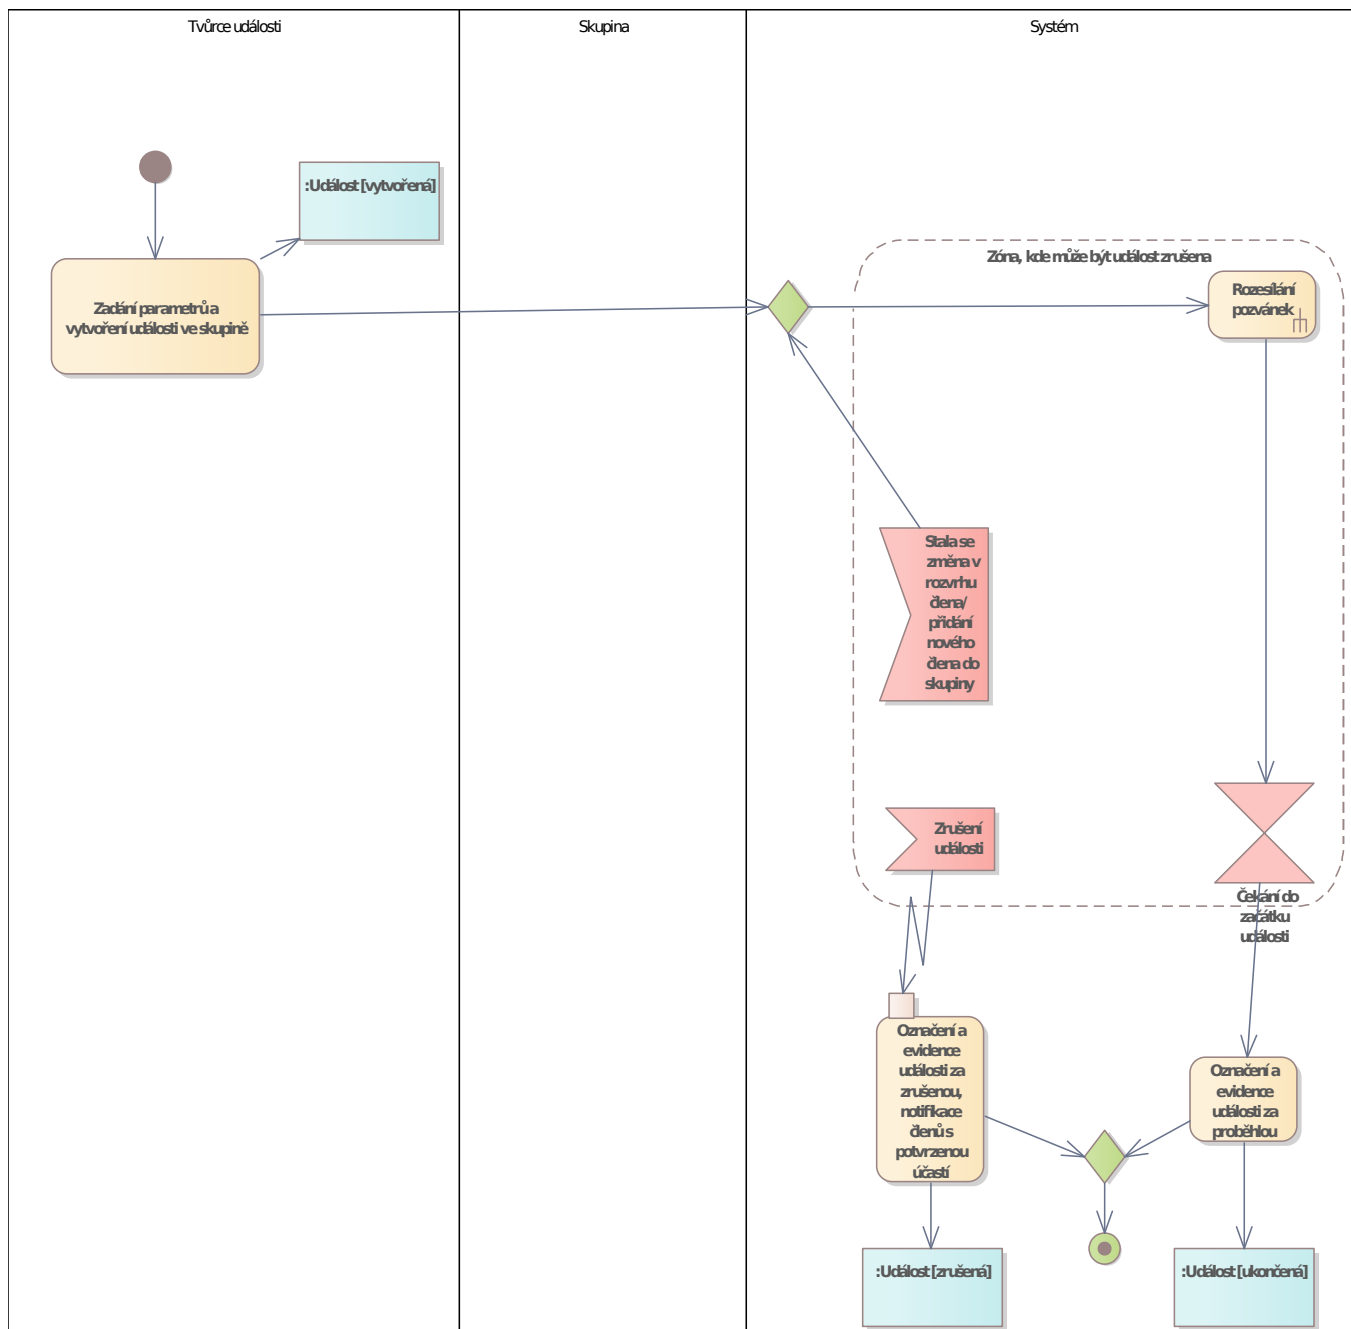 Tvůrce události
Skupina
Systém
:Událost [vytvořená]
Zadání parametrů a
vytvoření události ve skupině
Zóna, kde může být událost zrušena
Rozesílání
pozvánek
Stala se
změna v
rozvrhu
člena/
přidání
nového
člena do
skupiny
Zrušení
události
Čekání do
začátku
události
Označení a
evidence
události za
zrušenou,
notifikace
členů s
potvrzenou
účastí
Označení a
evidence
události za
proběhlou
:Událost [zrušená]
:Událost [ukončená]